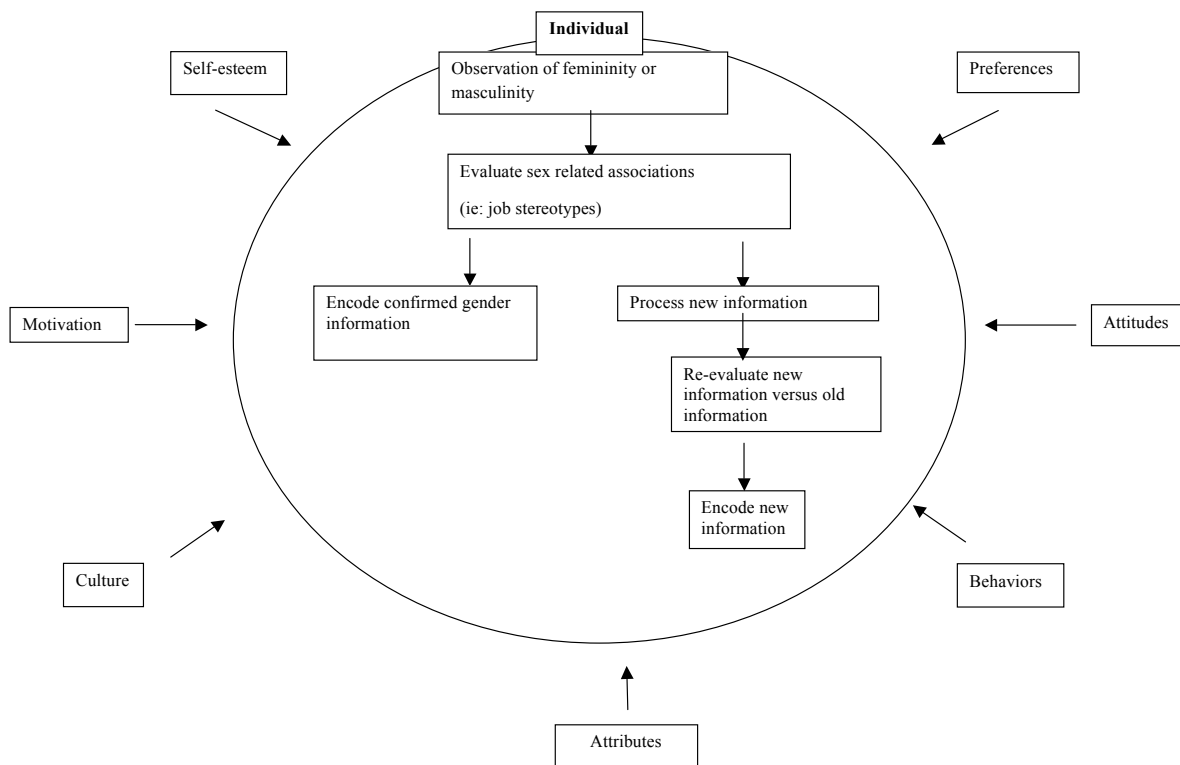 Individual
Self-esteem
Observation of femininity or
masculinity
Preferences
Evaluate sex related associations
(ie: job stereotypes)
Encode confirmed gender
information
Process new information
Motivation
Attitudes
Re-evaluate new
information versus old
information
Encode new
information
Culture
Behaviors
Attributes